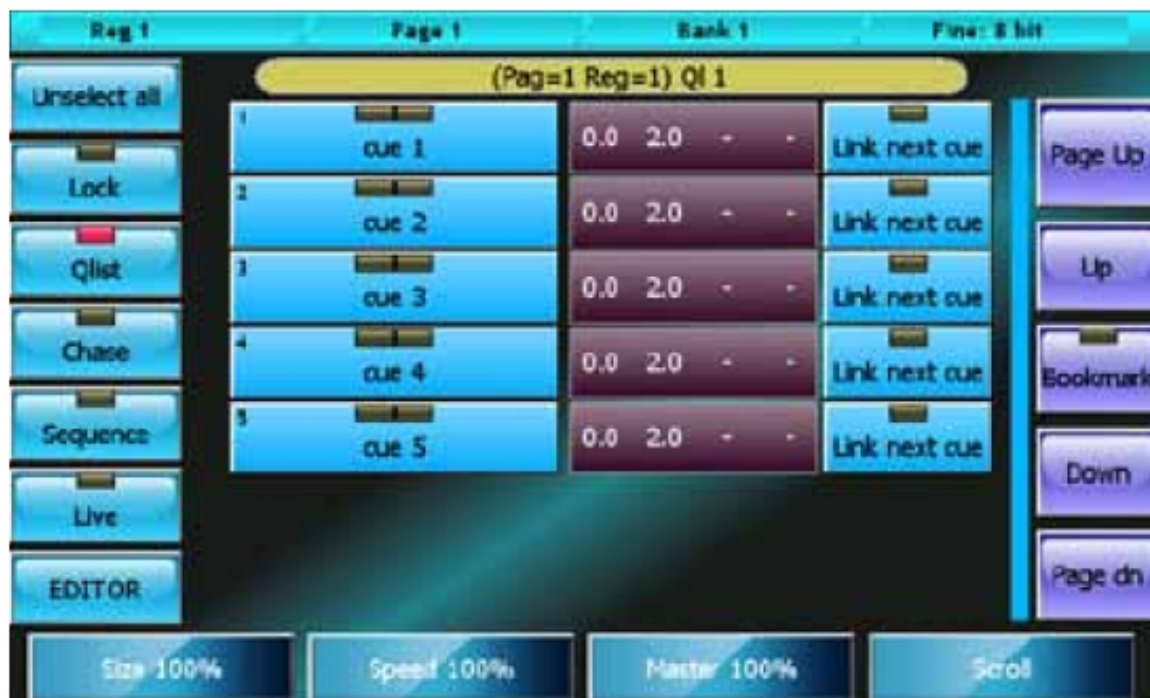 Reg 1 Page 1 Bank 1 Fine: 8 bit
(Pag=1 Reg=1) Ql 1
Unselect all
Lock
Qlist
Chase
Sequence
Live
EDITOR
1 cue 1 0.0 2.0 - - Link next cue
2 cue 2 0.0 2.0 - - Link next cue
3 cue 3 0.0 2.0 - - Link next cue
4 cue 4 0.0 2.0 - - Link next cue
5 cue 5 0.0 2.0 - - Link next cue
Page Up
Up
Bookmark
Down
Page dn
Size 100% Speed 100% Master 100% Scroll